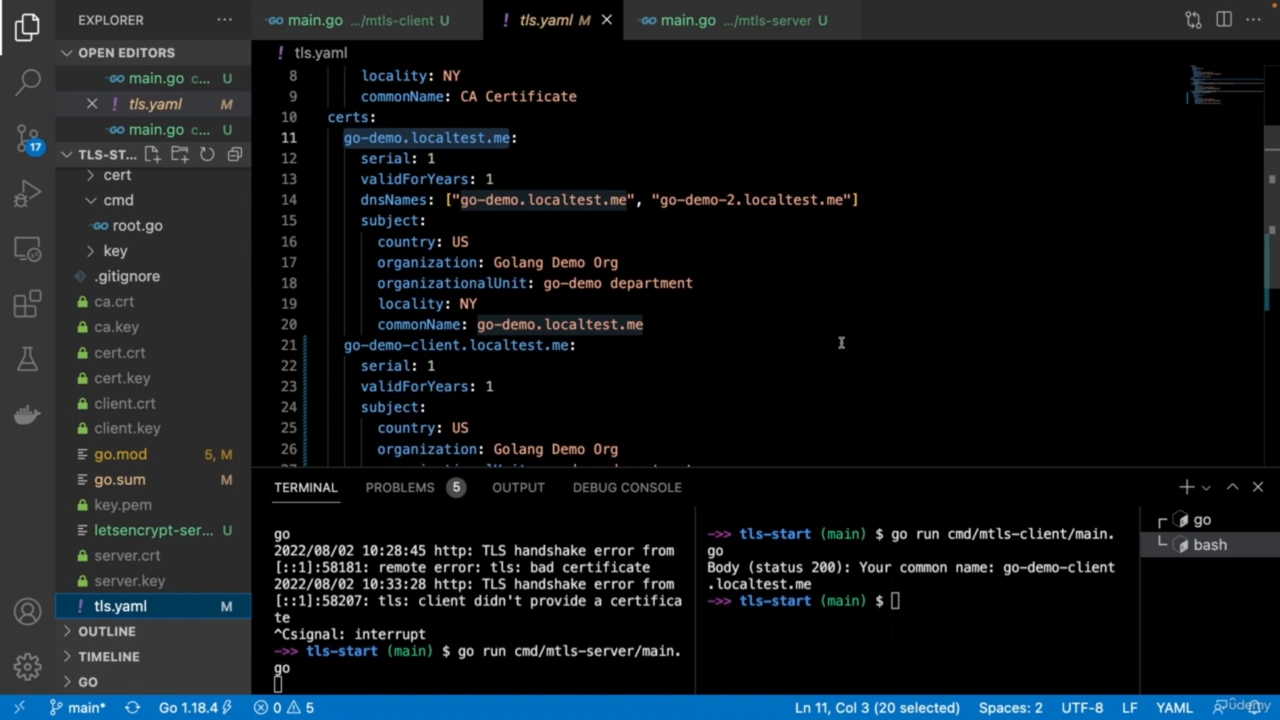 EXPLORER
main.go .../mtls-client U
tls.yaml M
main.go .../mtls-server U
OPEN EDITORS
main.go c... U
tls.yaml M
main.go c... U
TLS-ST...
cert
cmd
root.go
key
.gitignore
ca.crt
ca.key
cert.crt
cert.key
client.crt
client.key
go.mod 5, M
go.sum M
key.pem
letsencrypt-ser... U
server.crt
server.key
tls.yaml M
OUTLINE
TIMELINE
GO
17
tls.yaml
8 locality: NY
9 commonName: CA Certificate
10 certs:
11 go-demo.localtest.me:
12 serial: 1
13 validForYears: 1
14 dnsNames: ["go-demo.localtest.me", "go-demo-2.localtest.me"]
15 subject:
16 country: US
17 organization: Golang Demo Org
18 organizationalUnit: go-demo department
19 locality: NY
20 commonName: go-demo.localtest.me
21 go-demo-client.localtest.me:
22 serial: 1
23 validForYears: 1
24 subject:
25 country: US
26 organization: Golang Demo Org
TERMINAL PROBLEMS 5 OUTPUT DEBUG CONSOLE
go
2022/08/02 10:28:45 http: TLS handshake error from
[::1]:58181: remote error: tls: bad certificate
2022/08/02 10:33:28 http: TLS handshake error from
[::1]:58207: tls: client didn't provide a certifica
te
^Csignal: interrupt
->> tls-start (main) $ go run cmd/mtls-server/main.
go
->> tls-start (main) $ go run cmd/mtls-client/main.
go
Body (status 200): Your common name: go-demo-client
.localtest.me
->> tls-start (main) $
go
bash
main* Go 1.18.4 0 5 Ln 11, Col 3 (20 selected) Spaces: 2 UTF-8 LF YAML
Udemy